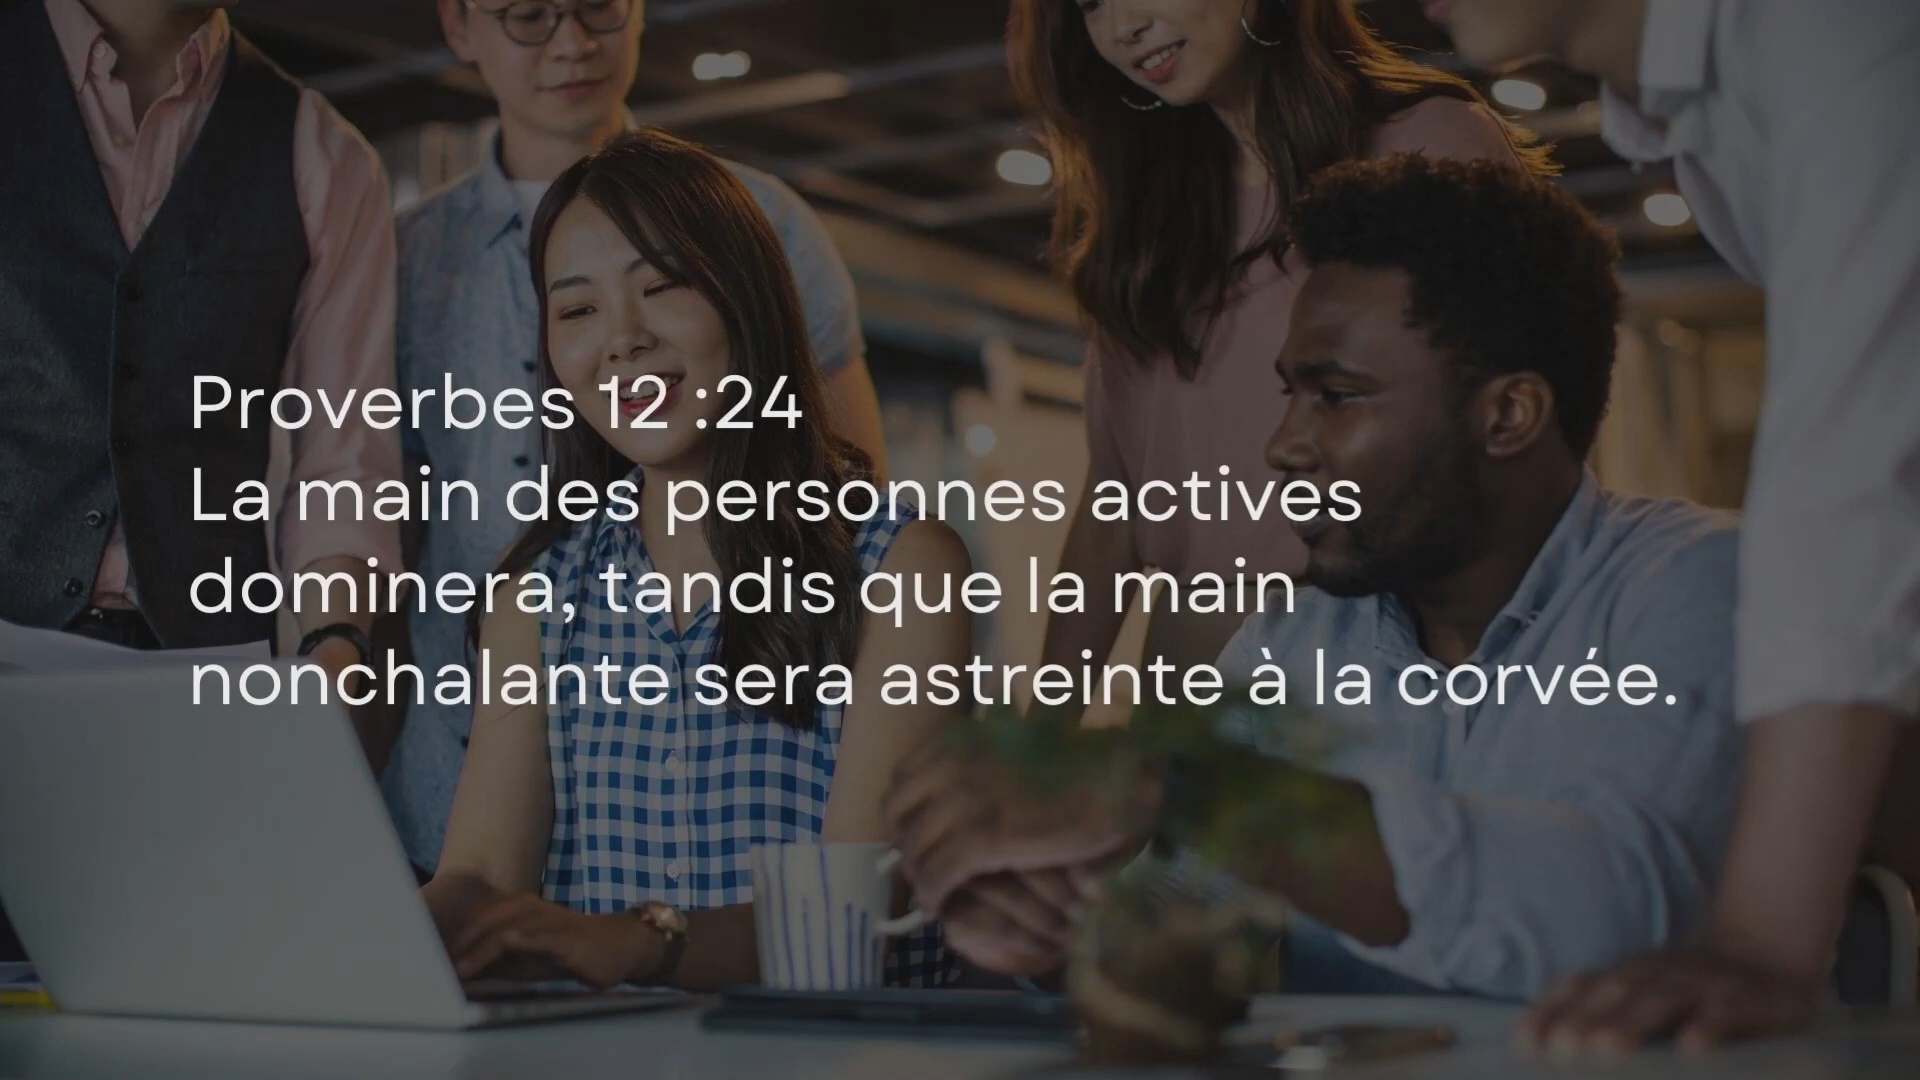 Proverbes 12 :24
La main des personnes actives
dominera, tandis que la main
nonchalante sera astreinte à la corvée.